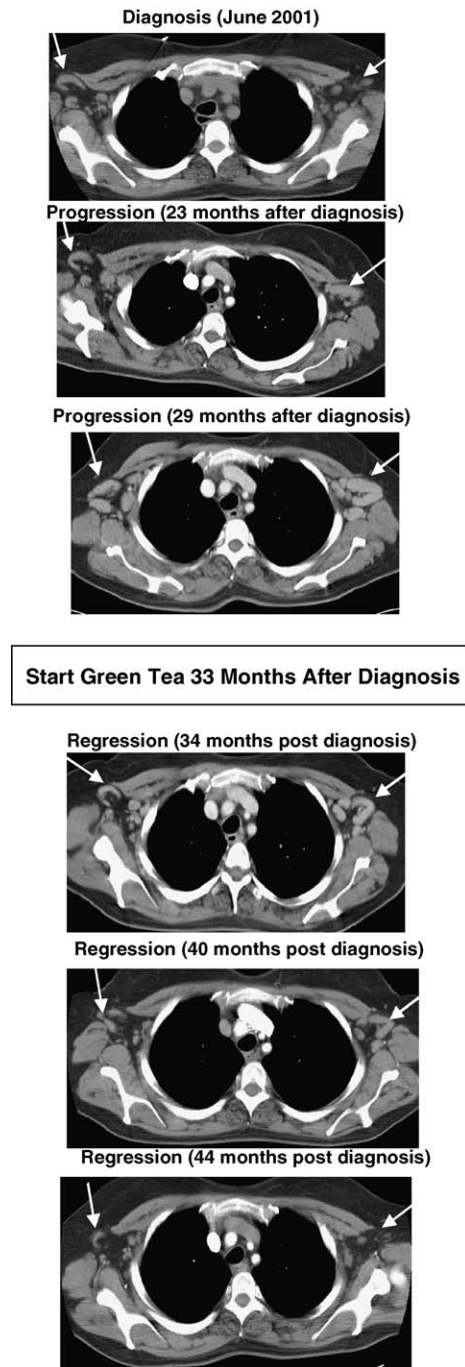 Diagnosis (June 2001)
Progression (23 months after diagnosis)
Progression (29 months after diagnosis)
Start Green Tea 33 Months After Diagnosis
Regression (34 months post diagnosis)
Regression (40 months post diagnosis)
Regression (44 months post diagnosis)